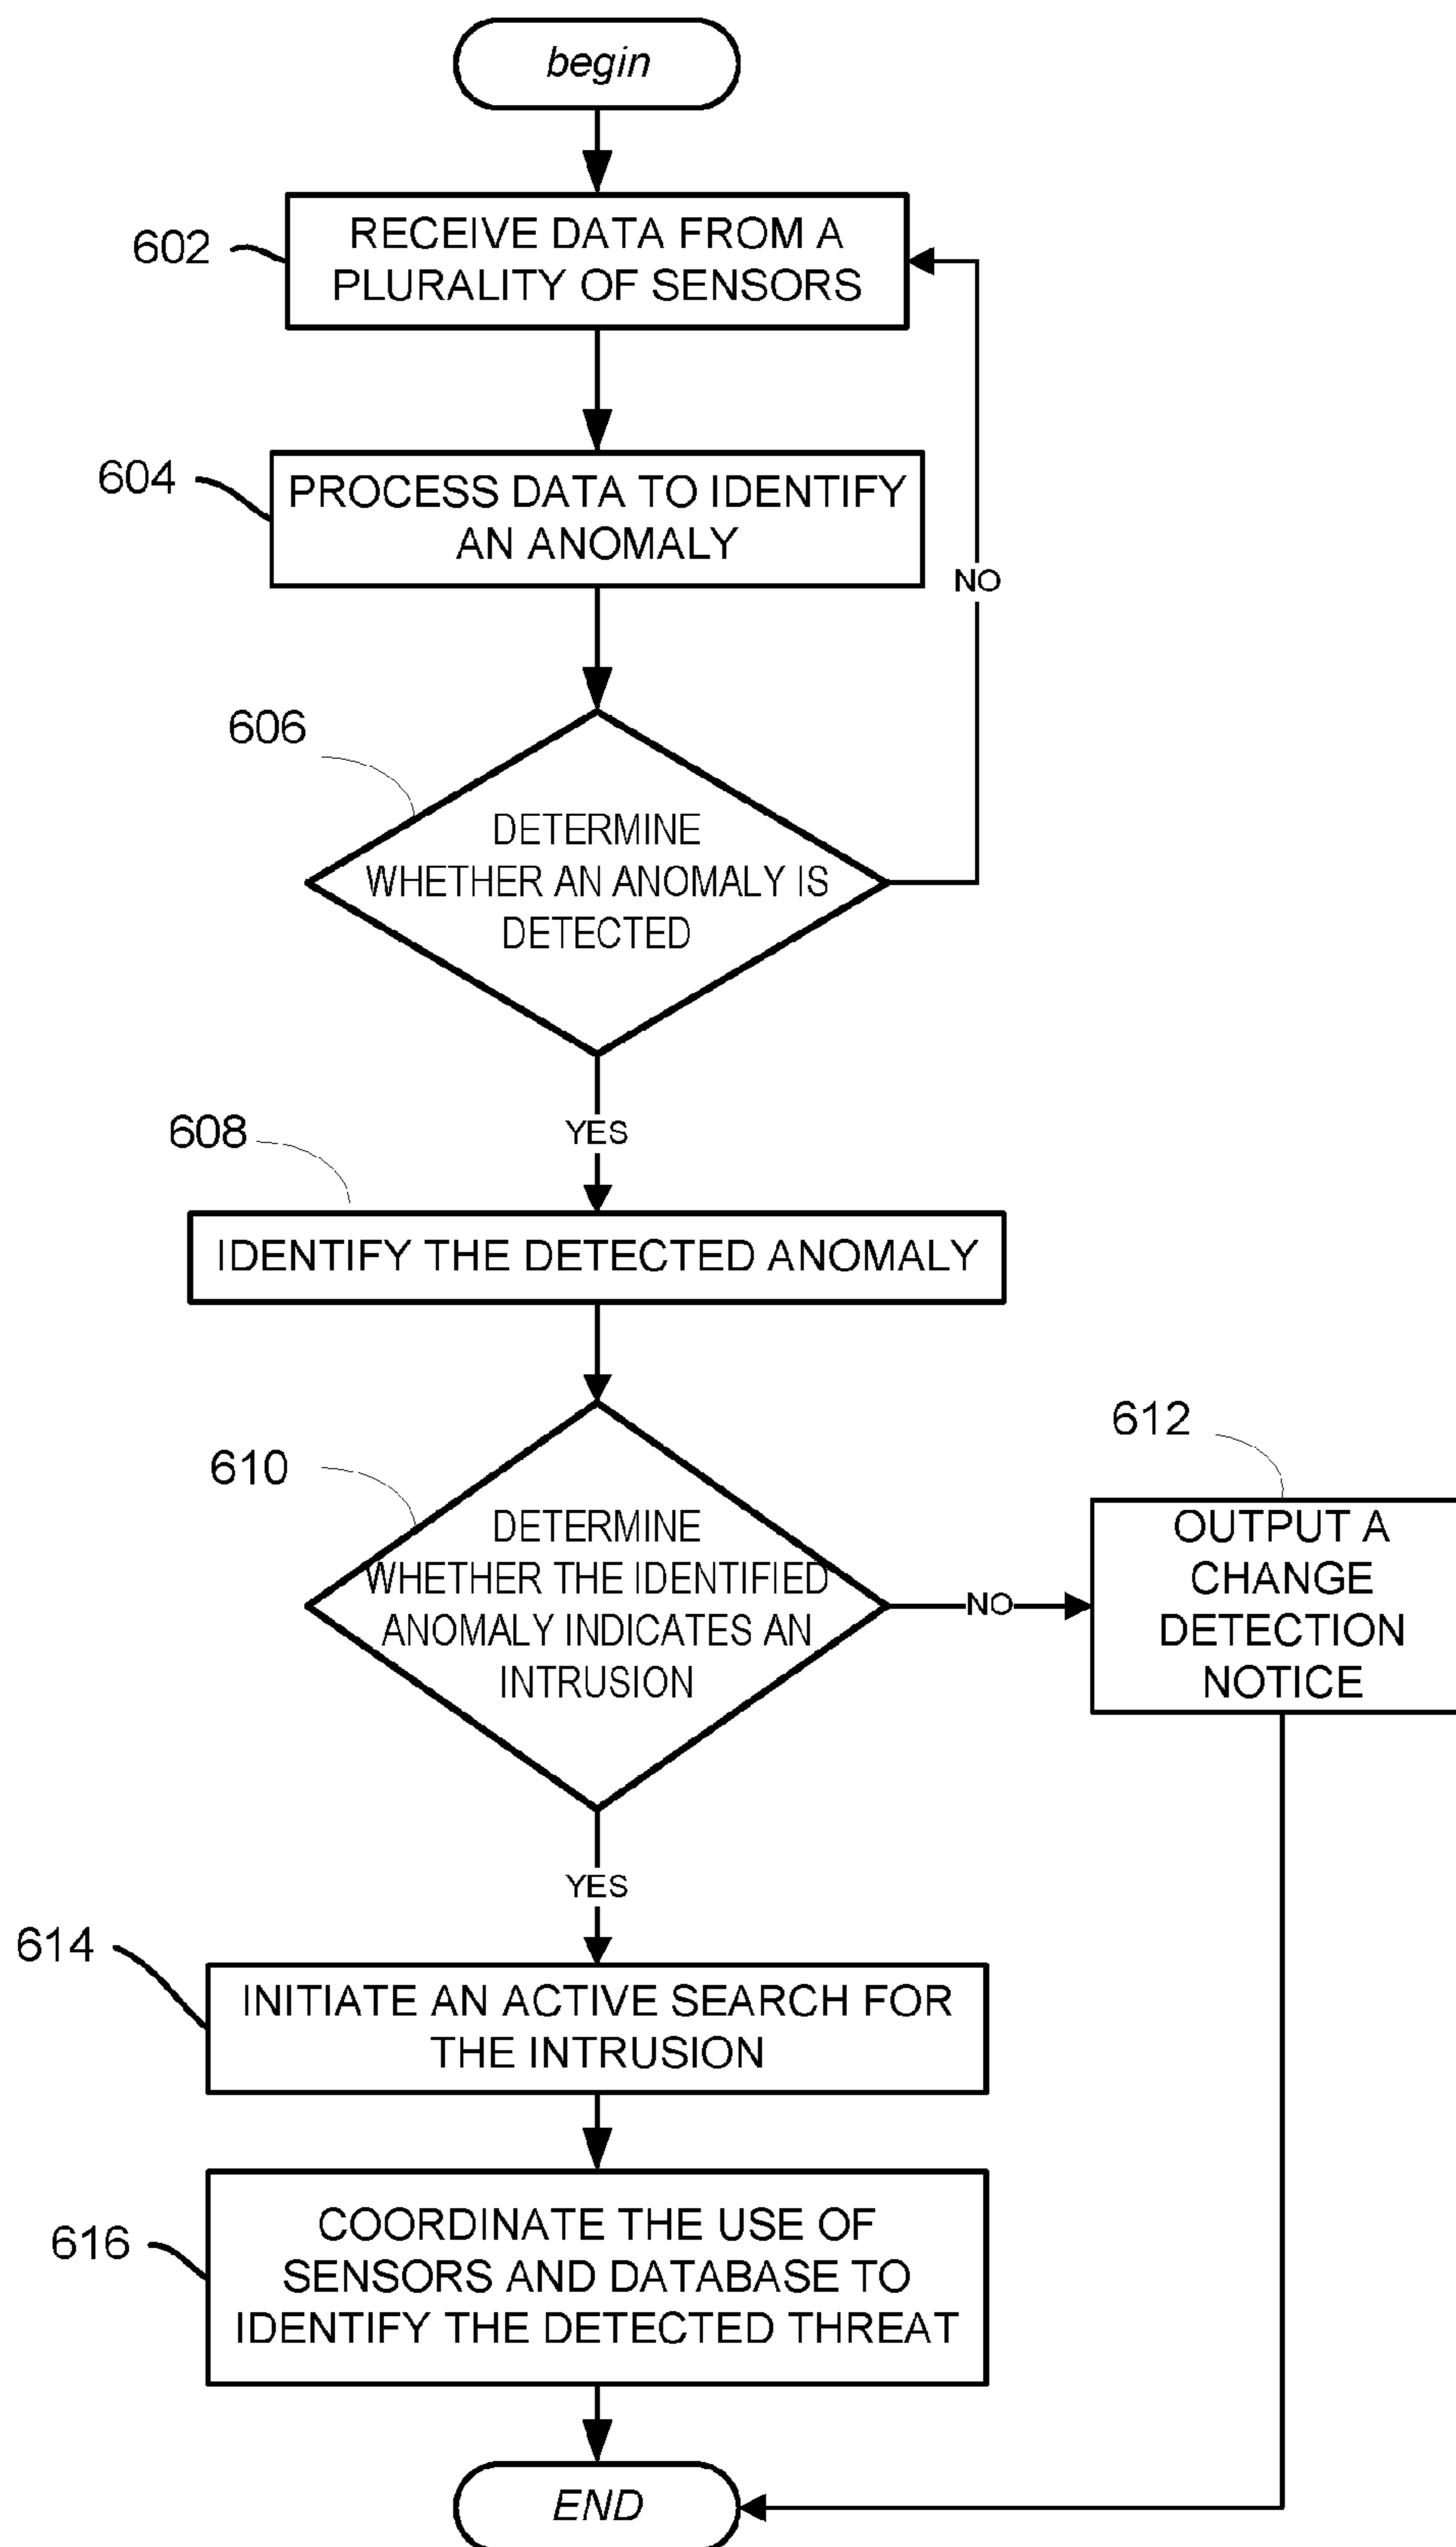 begin
602
RECEIVE DATA FROM A
PLURALITY OF SENSORS
604
PROCESS DATA TO IDENTIFY
AN ANOMALY
NO
606
DETERMINE
WHETHER AN ANOMALY IS
DETECTED
YES
608
IDENTIFY THE DETECTED ANOMALY
610
DETERMINE
WHETHER THE IDENTIFIED
ANOMALY INDICATES AN
INTRUSION
NO
612
OUTPUT A
CHANGE
DETECTION
NOTICE
YES
614
INITIATE AN ACTIVE SEARCH FOR
THE INTRUSION
616
COORDINATE THE USE OF
SENSORS AND DATABASE TO
IDENTIFY THE DETECTED THREAT
END